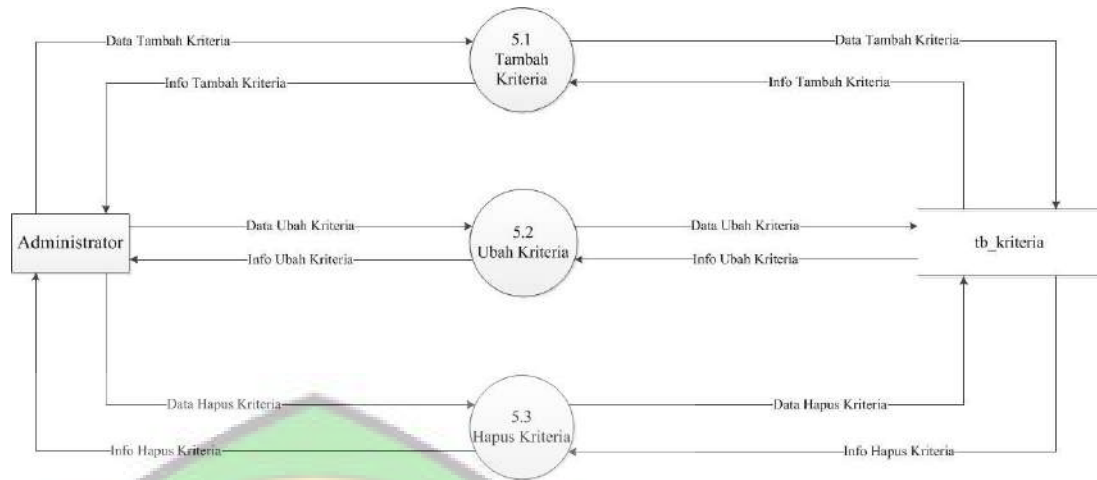 Data Tambah Kriteria
5.1
Tambah
Kriteria
Data Tambah Kriteria
Info Tambah Kriteria
Info Tambah Kriteria
Administrator
Data Ubah Kriteria
5.2
Ubah Kriteria
Data Ubah Kriteria
Info Ubah Kriteria
Info Ubah Kriteria
tb_kriteria
Data Hapus Kriteria
5.3
Hapus Kriteria
Data Hapus Kriteria
Info Hapus Kriteria
Info Hapus Kriteria